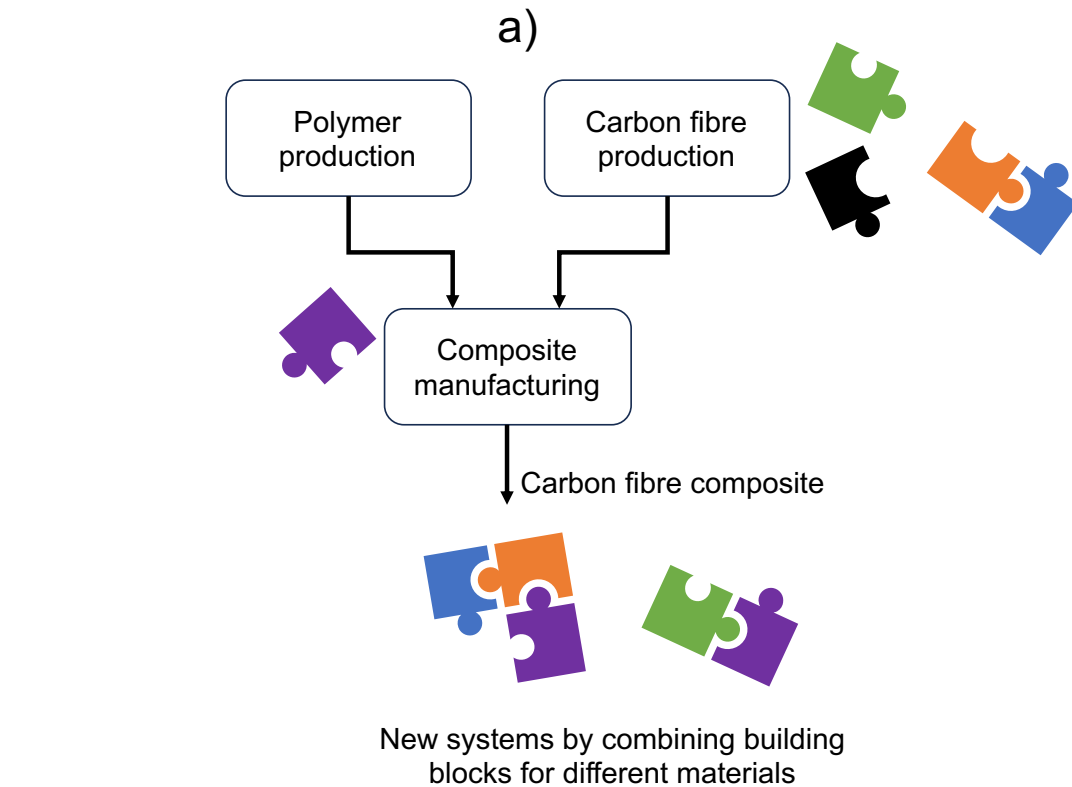 a)
Polymer
production
Carbon fibre
production
Composite
manufacturing
Carbon fibre composite
New systems by combining building
blocks for different materials